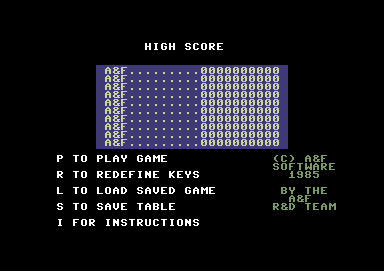 HIGH SCORE
A&F.........0000000000
A&F.........0000000000
A&F.........0000000000
A&F.........0000000000
A&F.........0000000000
A&F.........0000000000
A&F.........0000000000
A&F.........0000000000
A&F.........0000000000
A&F.........0000000000
P TO PLAY GAME
R TO REDEFINE KEYS
L TO LOAD SAVED GAME
S TO SAVE TABLE
I FOR INSTRUCTIONS
(C) A&F
SOFTWARE
1985
BY THE
A&F
R&D TEAM